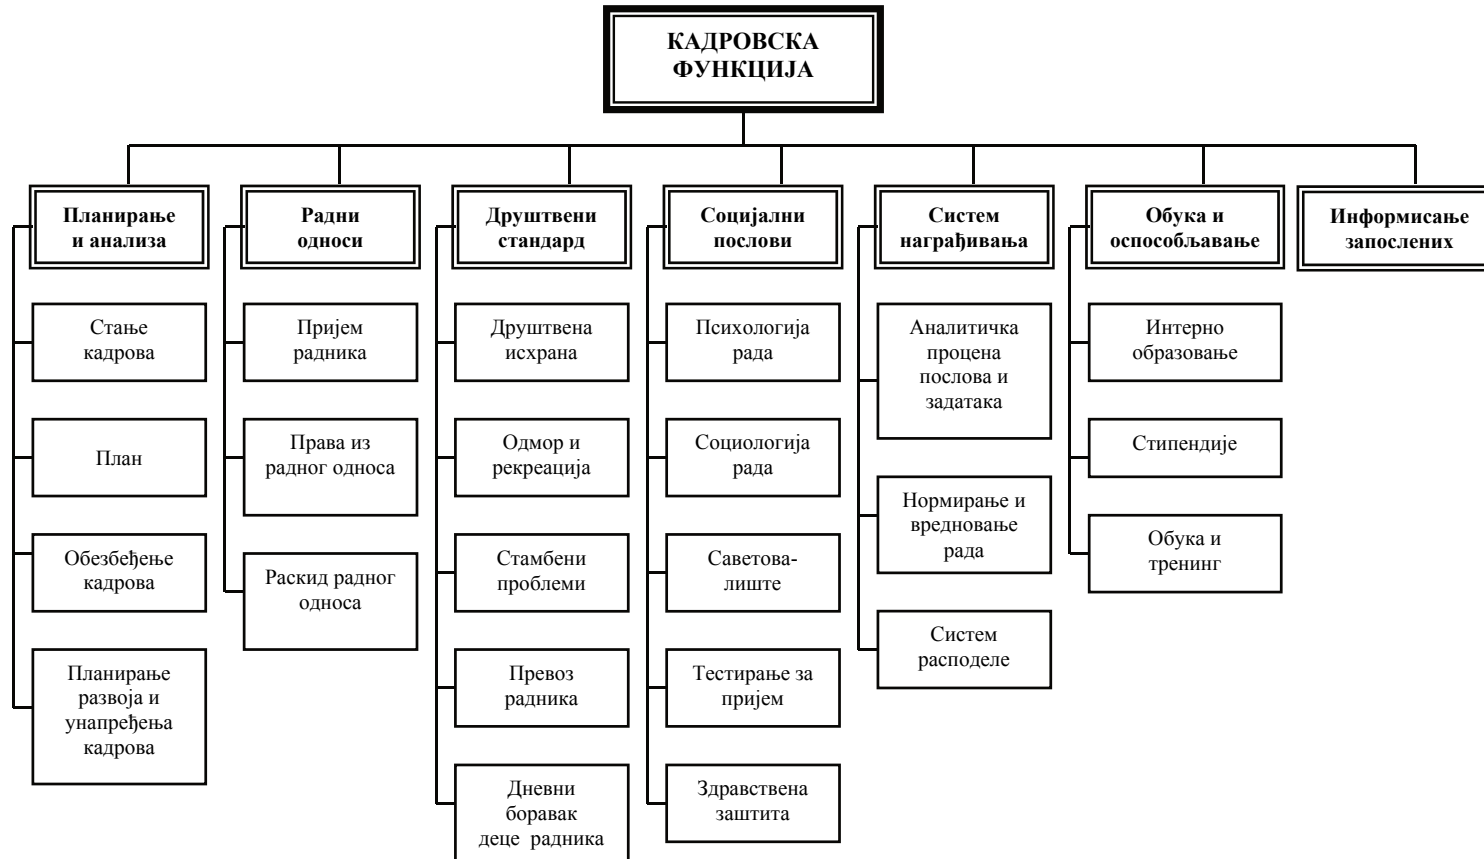 КАДРОВСКА
ФУНКЦИЈА
Планирање
и анализа
Стање
кадрова
План
Обезбеђење
кадрова
Планирање
развоја и
унапређења
кадрова
Радни
односи
Пријем
радника
Права из
радног односа
Раскид радног
односа
Друштвени
стандард
Друштвена
исхрана
Одмор и
рекреација
Стамбени
проблеми
Превоз
радника
Дневни
боравак
деце радника
Социјални
послови
Психологија
рада
Социологија
рада
Саветова-
лиште
Тестирање за
пријем
Здравствена
заштита
Систем
награђивања
Аналитичка
процена
послова и
задатака
Нормирање и
вредновање
рада
Систем
расподеле
Обука и
оспособљавање
Интерно
образовање
Стипендије
Обука и
тренинг
Информисање
запослених